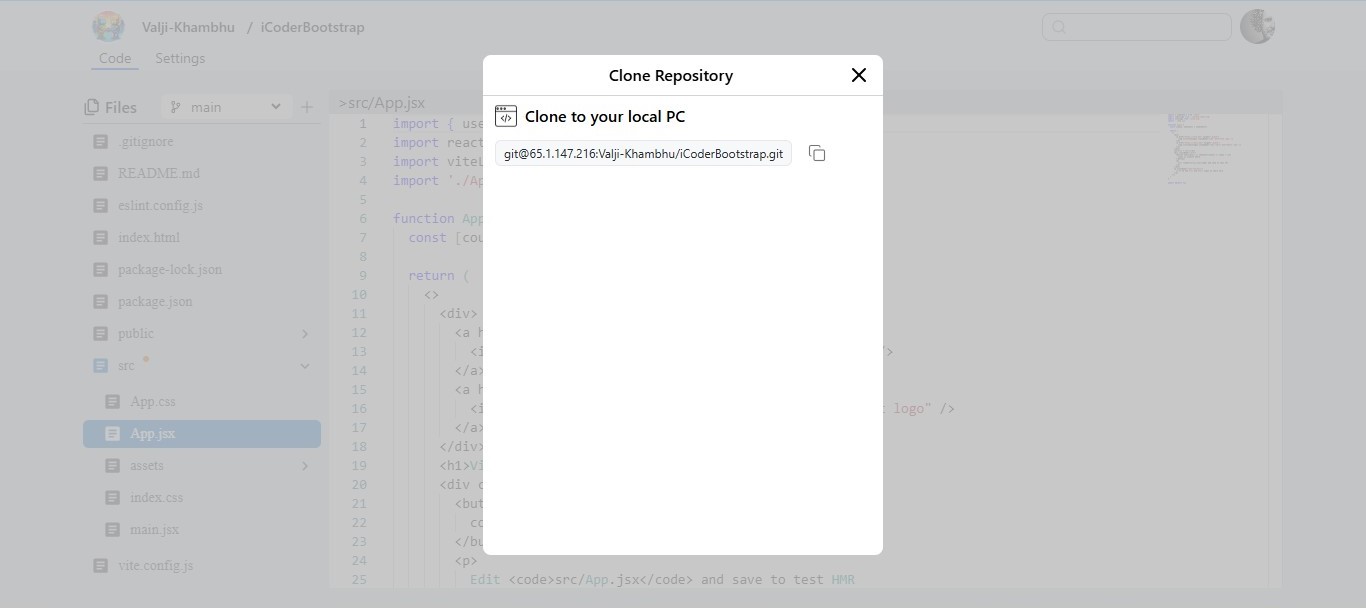 Valji-Khambhu / iCoderBootstrap
Code Settings
Clone Repository
Clone to your local PC
git@65.1.147.216:Valji-Khambhu/iCoderBootstrap.git
Files
main
.gitignore
README.md
eslint.config.js
index.html
package-lock.json
package.json
public
src
App.css
App.jsx
assets
index.css
main.jsx
vite.config.js
>src/App.jsx
1 import { use
2 import react
3 import viteL
4 import './Ap
5
6 function App
7 const [cou
8
9 return (
10 <>
11 <div>
12 <a h
13 <i />
14 </a>
15 <a h
16 <i logo" />
17 </a>
18 </div>
19 <h1>Vi
20 <div c
21 <but
22 co
23 </bu
24 <p>
25 Edit <code>src/App.jsx</code> and save to test HMR